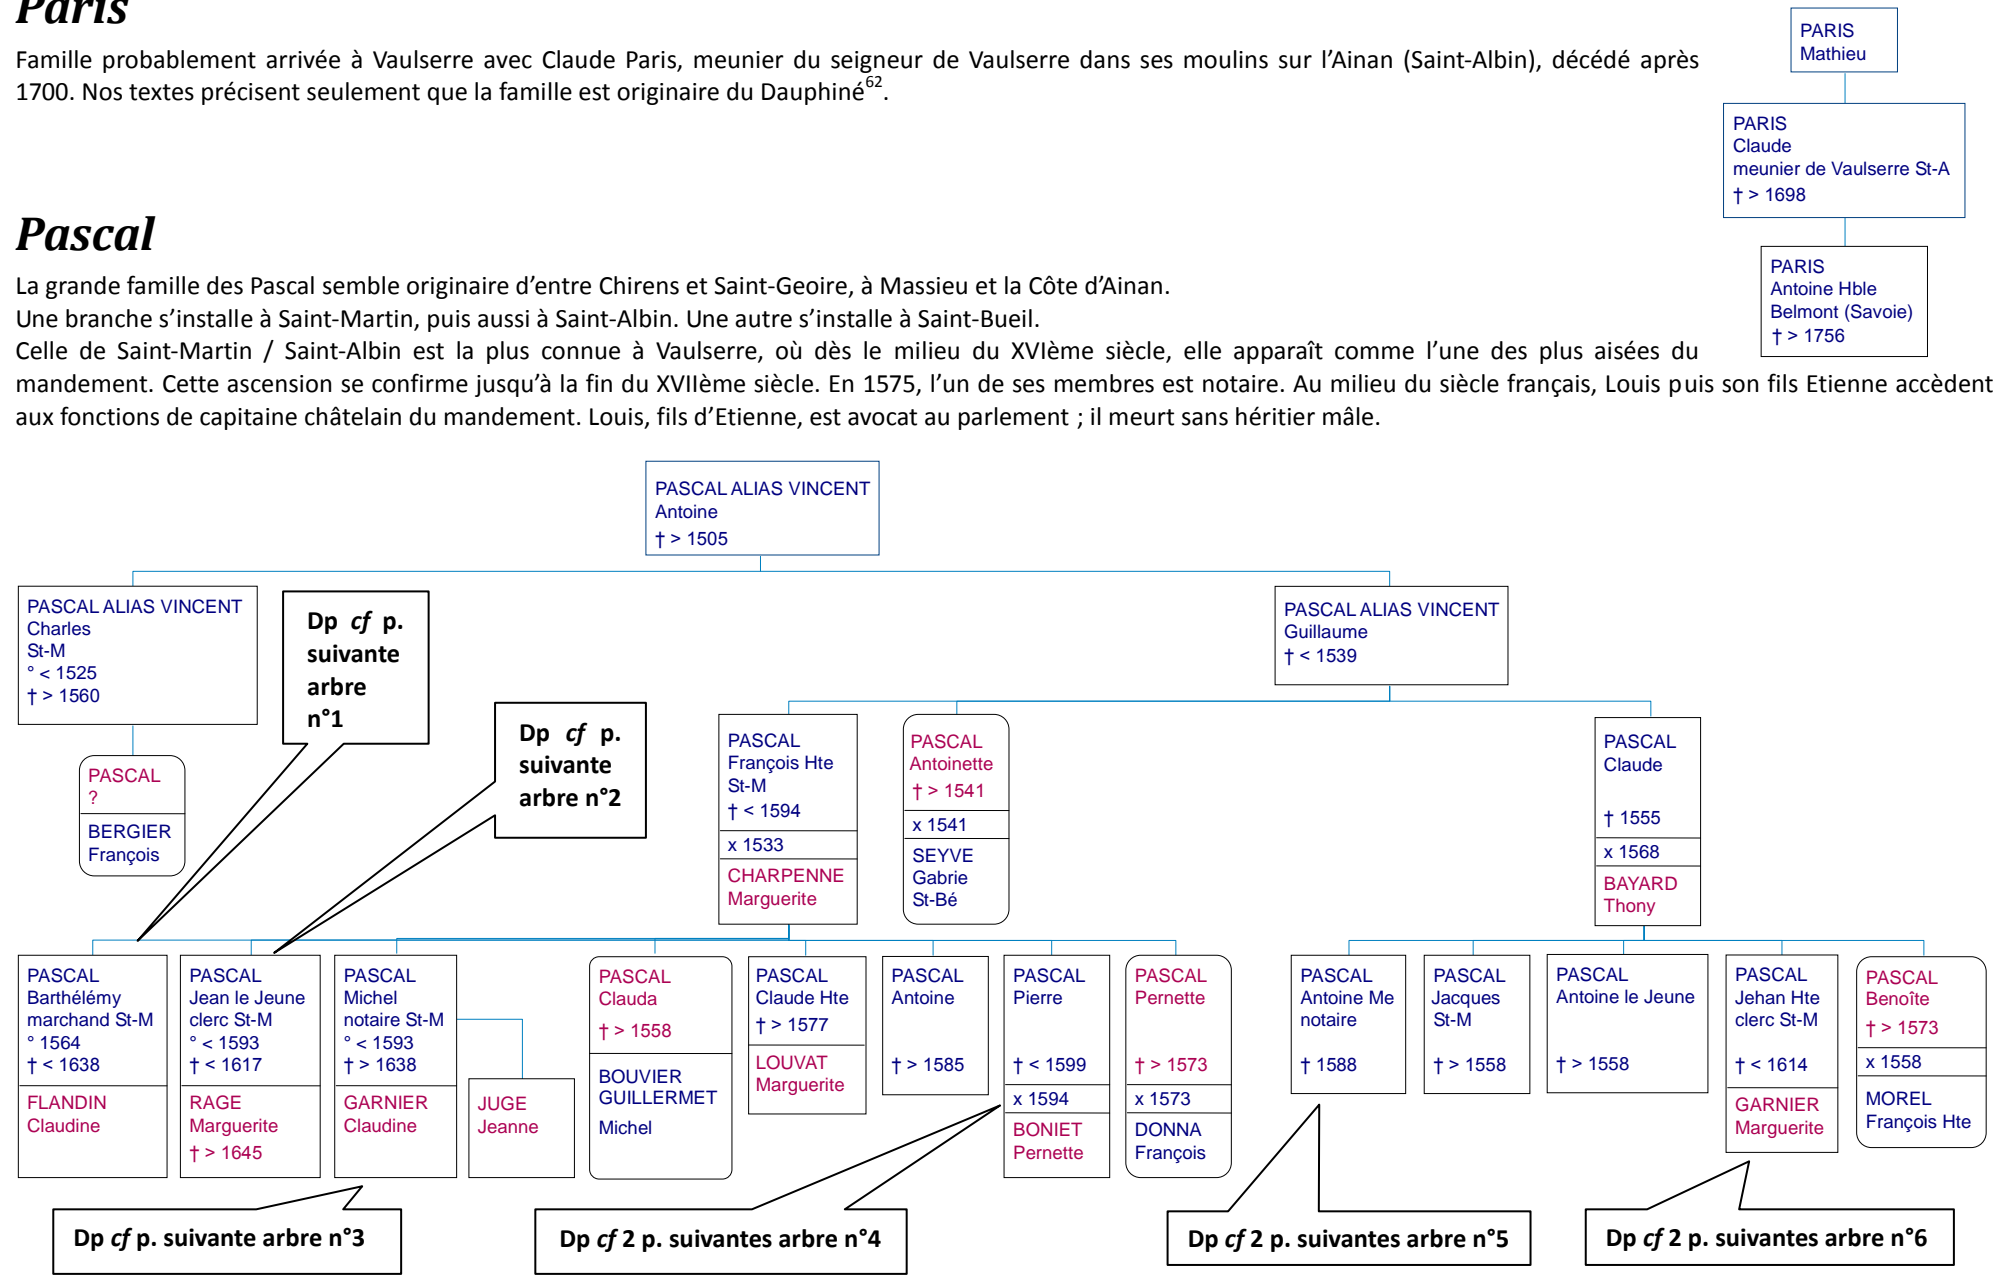 Paris
Famille probablement arrivée à Vaulserre avec Claude Paris, meunier du seigneur de Vaulserre dans ses moulins sur l’Ainan (Saint-Albin), décédé après
1700. Nos textes précisent seulement que la famille est originaire du Dauphiné62.
PARIS
Mathieu
PARIS
Claude
meunier de Vaulserre St-A
† > 1698
PARIS
Antoine Hble
Belmont (Savoie)
† > 1756
Pascal
La grande famille des Pascal semble originaire d’entre Chirens et Saint-Geoire, à Massieu et la Côte d’Ainan.
Une branche s’installe à Saint-Martin, puis aussi à Saint-Albin. Une autre s’installe à Saint-Bueil.
Celle de Saint-Martin / Saint-Albin est la plus connue à Vaulserre, où dès le milieu du XVIème siècle, elle apparaît comme l’une des plus aisées du
mandement. Cette ascension se confirme jusqu’à la fin du XVIIème siècle. En 1575, l’un de ses membres est notaire. Au milieu du siècle français, Louis puis son fils Etienne accèdent
aux fonctions de capitaine châtelain du mandement. Louis, fils d’Etienne, est avocat au parlement ; il meurt sans héritier mâle.
PASCAL ALIAS VINCENT
Antoine
† > 1505
PASCAL ALIAS VINCENT
Charles
St-M
° < 1525
† > 1560
Dp cf p.
suivante
arbre
n°1
PASCAL ALIAS VINCENT
Guillaume
† < 1539
PASCAL
?
BERGIER
François
Dp cf p.
suivante
arbre n°2
PASCAL
François Hte
St-M
† < 1594
x 1533
CHARPENNE
Marguerite
PASCAL
Antoinette
† > 1541
x 1541
SEYVE
Gabrie
St-Bé
PASCAL
Claude
† 1555
x 1568
BAYARD
Thony
PASCAL
Barthélémy
marchand St-M
° 1564
† < 1638
FLANDIN
Claudine
PASCAL
Jean le Jeune
clerc St-M
° < 1593
† < 1617
RAGE
Marguerite
† > 1645
PASCAL
Michel
notaire St-M
° < 1593
† > 1638
GARNIER
Claudine
JUGE
Jeanne
PASCAL
Clauda
† > 1558
BOUVIER
GUILLERMET
Michel
PASCAL
Claude Hte
† > 1577
LOUVAT
Marguerite
PASCAL
Antoine
† > 1585
PASCAL
Pierre
† < 1599
x 1594
BONIET
Pernette
PASCAL
Pernette
† > 1573
x 1573
DONNA
François
PASCAL
Antoine Me
notaire
† 1588
PASCAL
Jacques
St-M
† > 1558
PASCAL
Antoine le Jeune
† > 1558
PASCAL
Jehan Hte
clerc St-M
† < 1614
GARNIER
Marguerite
PASCAL
Benoîte
† > 1573
x 1558
MOREL
François Hte
Dp cf p. suivante arbre n°3
Dp cf 2 p. suivantes arbre n°4
Dp cf 2 p. suivantes arbre n°5
Dp cf 2 p. suivantes arbre n°6